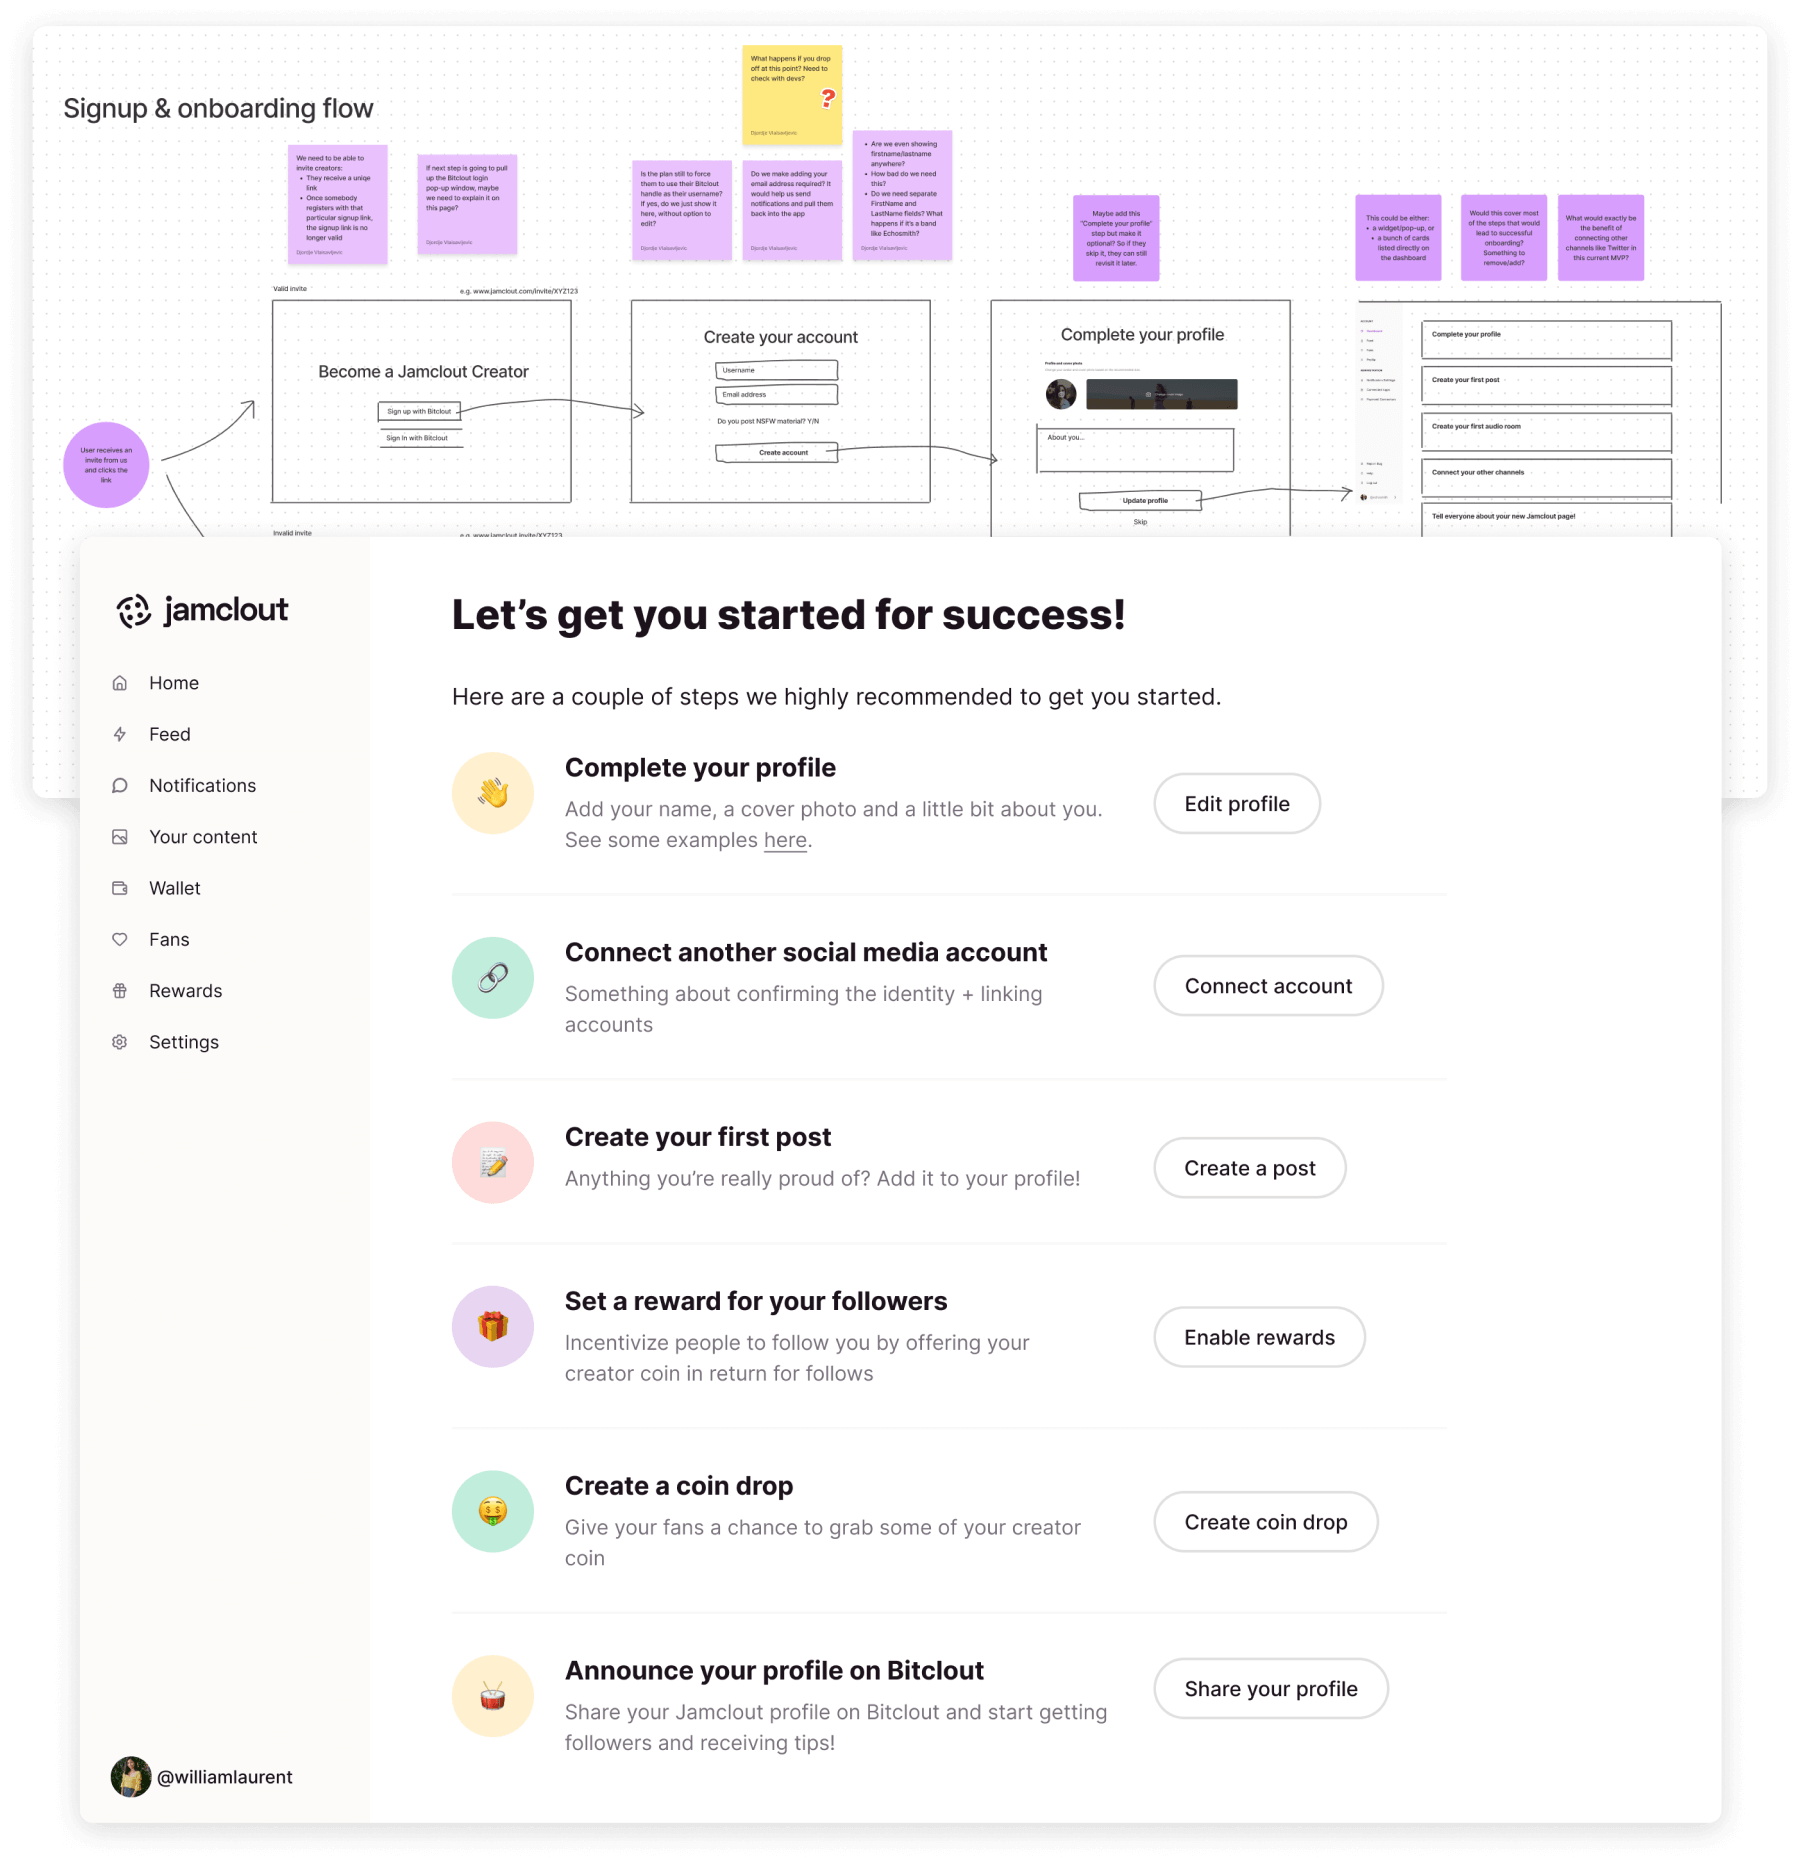 Signup & onboarding flow
What happens if you drop
off at this point? Need to
check with devs?
?
Djordje Vlaisavljevic
We need to be able to
invite creators:
• They receive a uniqe
link
• Once somebody
registers with that
particular signup link,
the signup link is no
longer valid
Djordje Vlaisavljevic
If next step is going to pull
up the Bitclout login
pop-up window, maybe
we need to explain it on
this page?
Djordje Vlaisavljevic
Is the plan still to force
them to use their Bitclout
handle as their username?
If yes, do we just show it
here, without option to
edit?
Djordje Vlaisavljevic
Do we make adding your
email address required? It
would help us send
notifications and pull them
back into the app
Djordje Vlaisavljevic
• Are we even showing
firstname/lastname
anywhere?
• How bad do we need
this?
• Do we need separate
FirstName and
LastName fields? What
happens if it's a band
like Echosmith?
Djordje Vlaisavljevic
Maybe add this
"Complete your profile"
step but make it
optional? So if they
skip it, they can still
revisit it later.
This could be either:
• a widget/pop-up, or
• a bunch of cards
listed directly on
the dashboard
Would this cover most
of the steps that would
lead to successful
onboarding?
Something to
remove/add?
What would exactly be
the benefit of
connecting other
channels like Twitter in
this current MVP?
User receives an
invite from us
and clicks the
link
Valid invite
e.g. www.jamclout.com/invite/XYZ123
Become a Jamclout Creator
Sign up with Bitclout
Sign In with Bitclout
Create your account
Username
Email address
Do you post NSFW material? Y/N
Create account
Complete your profile
Profile and cover photo
About you...
Update profile
Skip
Complete your profile
Create your first post
Create your first audio room
Connect your other channels
Tell everyone about your new Jamclout page!
Invalid invite
e.g. www.jamclout.invite/XYZ123
jamclout
Home
Feed
Notifications
Your content
Wallet
Fans
Rewards
Settings
@williamlaurent
Let's get you started for success!
Here are a couple of steps we highly recommended to get you started.
Complete your profile
Add your name, a cover photo and a little bit about you.
See some examples here.
Edit profile
Connect another social media account
Something about confirming the identity + linking
accounts
Connect account
Create your first post
Anything you're really proud of? Add it to your profile!
Create a post
Set a reward for your followers
Incentivize people to follow you by offering your
creator coin in return for follows
Enable rewards
Create a coin drop
Give your fans a chance to grab some of your creator
coin
Create coin drop
Announce your profile on Bitclout
Share your Jamclout profile on Bitclout and start getting
followers and receiving tips!
Share your profile